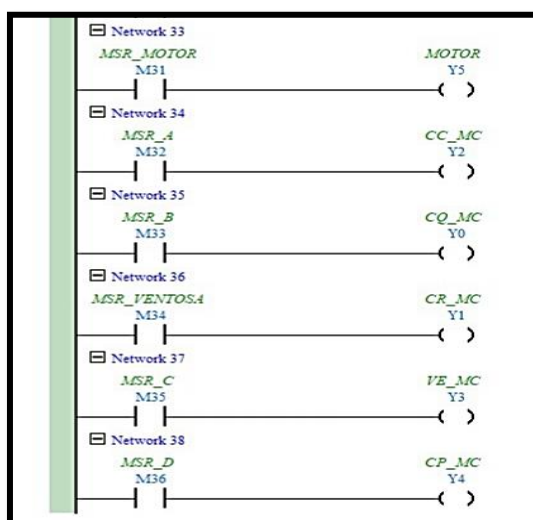 Network 33
MSR_MOTOR MOTOR
M31 Y5
Network 34
MSR_A CC_MC
M32 Y2
Network 35
MSR_B CQ_MC
M33 Y0
Network 36
MSR_VENTOSA CR_MC
M34 Y1
Network 37
MSR_C VE_MC
M35 Y3
Network 38
MSR_D CP_MC
M36 Y4